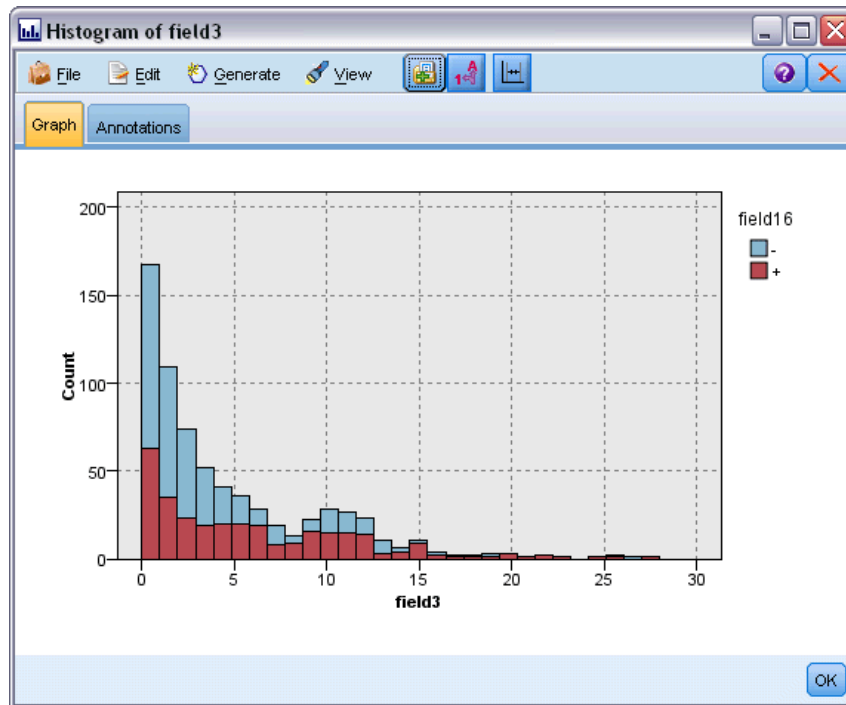 Histogram of field3
File Edit Generate View
Graph Annotations
200
150
100
50
0
Count
0 5 10 15 20 25 30
field3
field16
-
+
OK